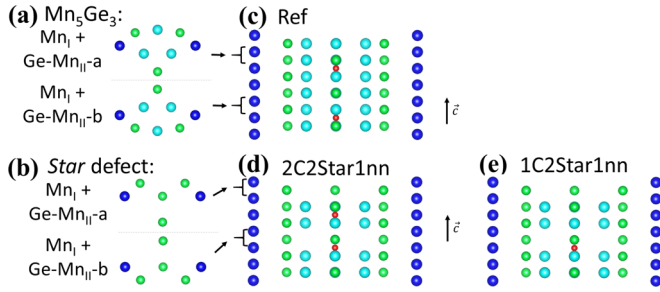 (a) Mn5Ge3:
MnI +
Ge-MnII-a
MnI +
Ge-MnII-b
(c) Ref
c⃗
(b) Star defect:
MnI +
Ge-MnII-a
MnI +
Ge-MnII-b
(d) 2C2Star1nn
c⃗
(e) 1C2Star1nn